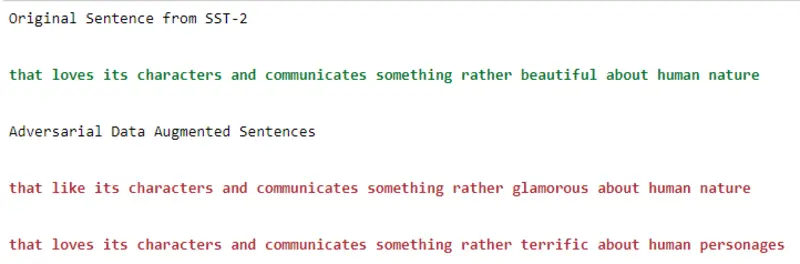 Original Sentence from SST-2
that loves its characters and communicates something rather beautiful about human nature
Adversarial Data Augmented Sentences
that like its characters and communicates something rather glamorous about human nature
that loves its characters and communicates something rather terrific about human personages